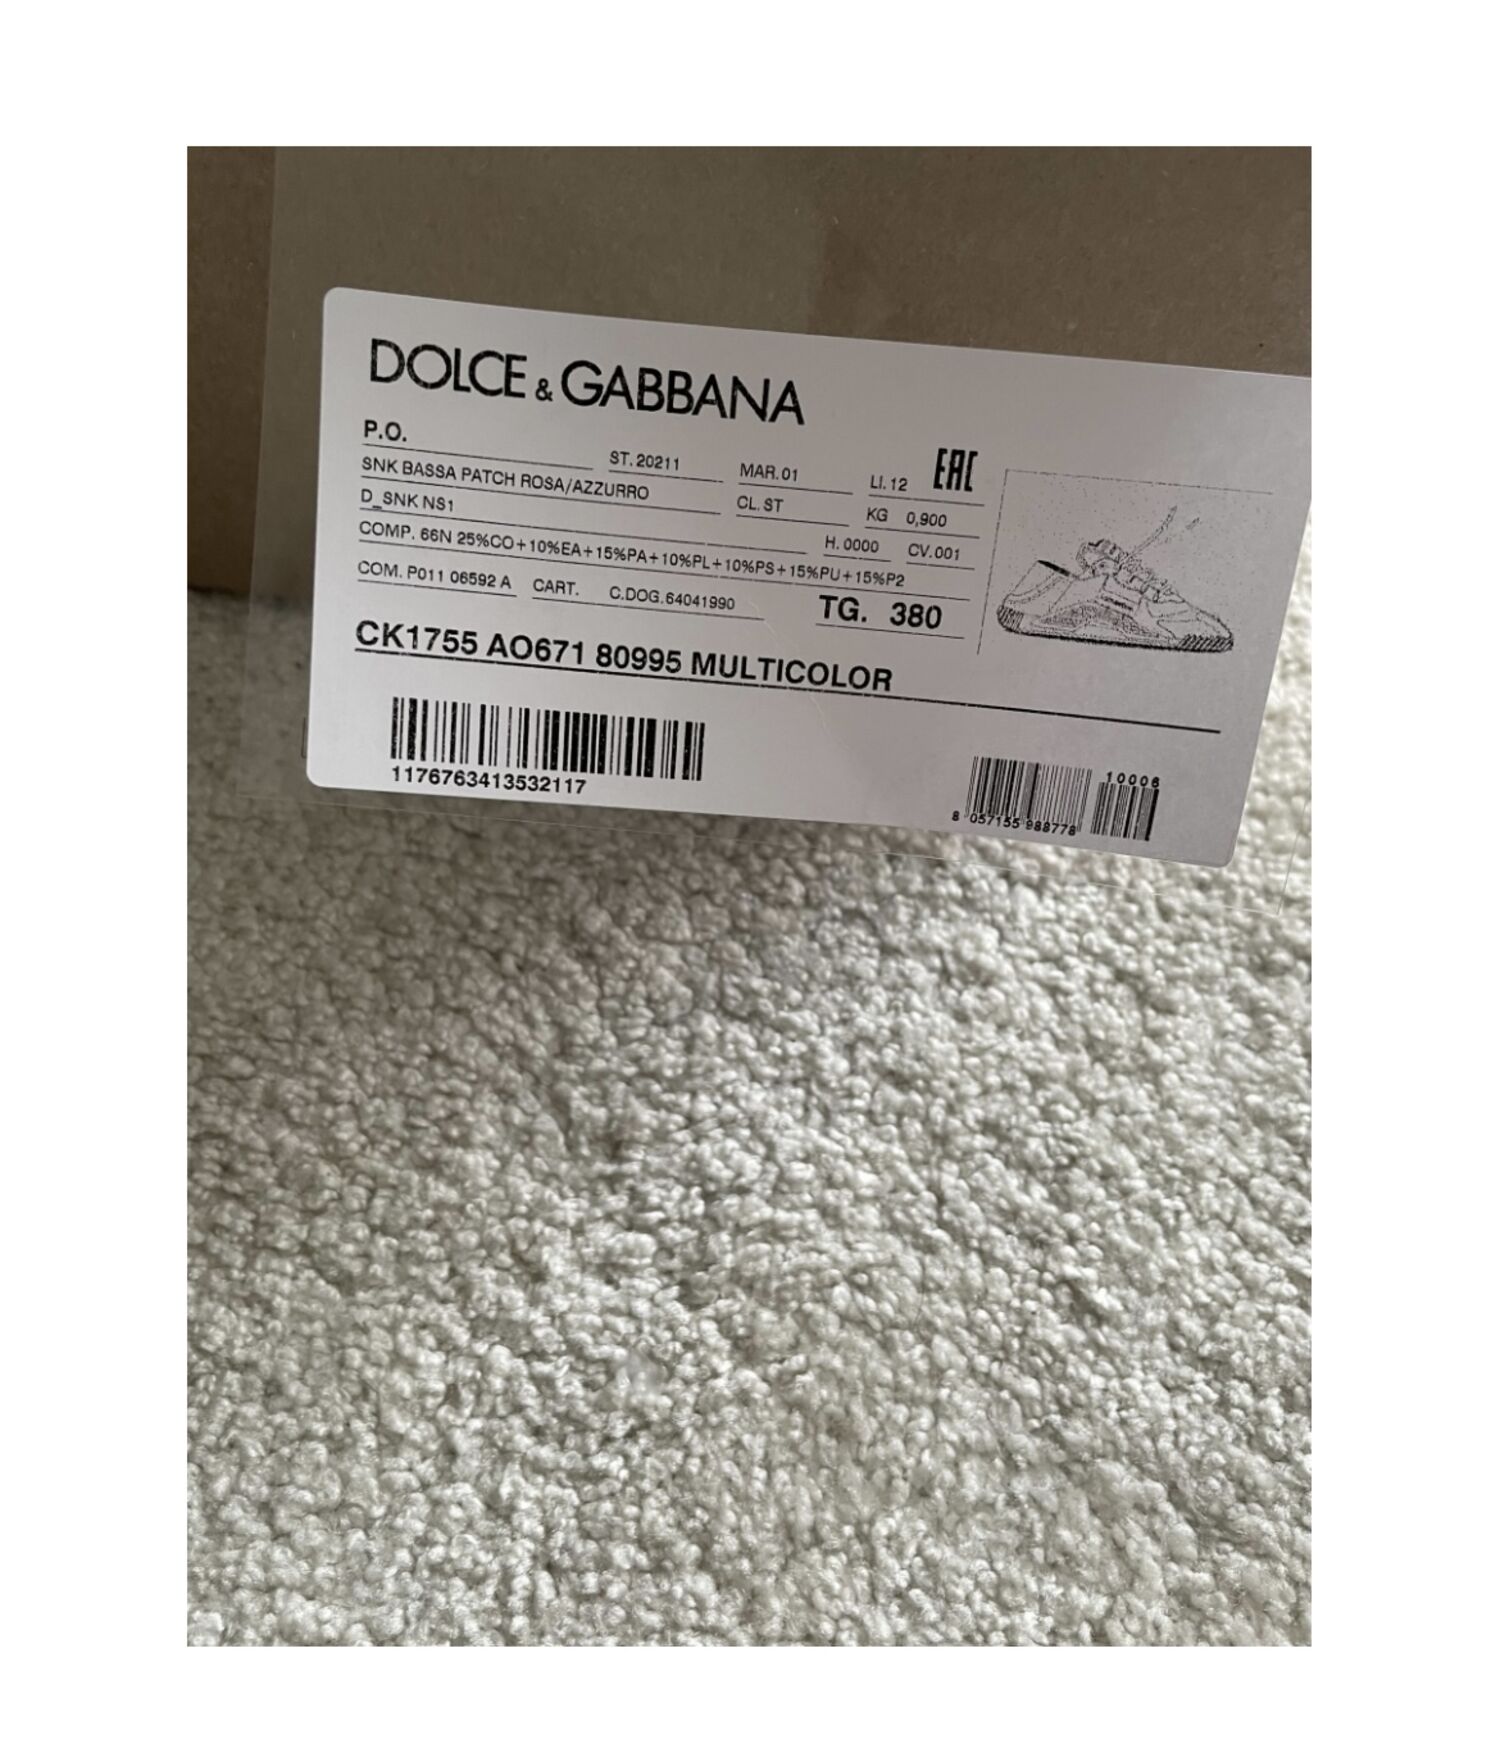 DOLCE & GABBANA
P.O. ST. 20211 MAR. 01 LI. 12 EAC
SNK BASSA PATCH ROSA/AZZURRO CL. ST KG 0,900
D_SNK NS1 H. 0000 CV. 001
COMP. 66N 25%CO+10%EA+15%PA+10%PL+10%PS+15%PU+15%P2
COM. P011 06592 A CART. C.DOG. 64041990 TG. 380
CK1755 AO671 80995 MULTICOLOR
1176763413532117
10006
8 057155 988778